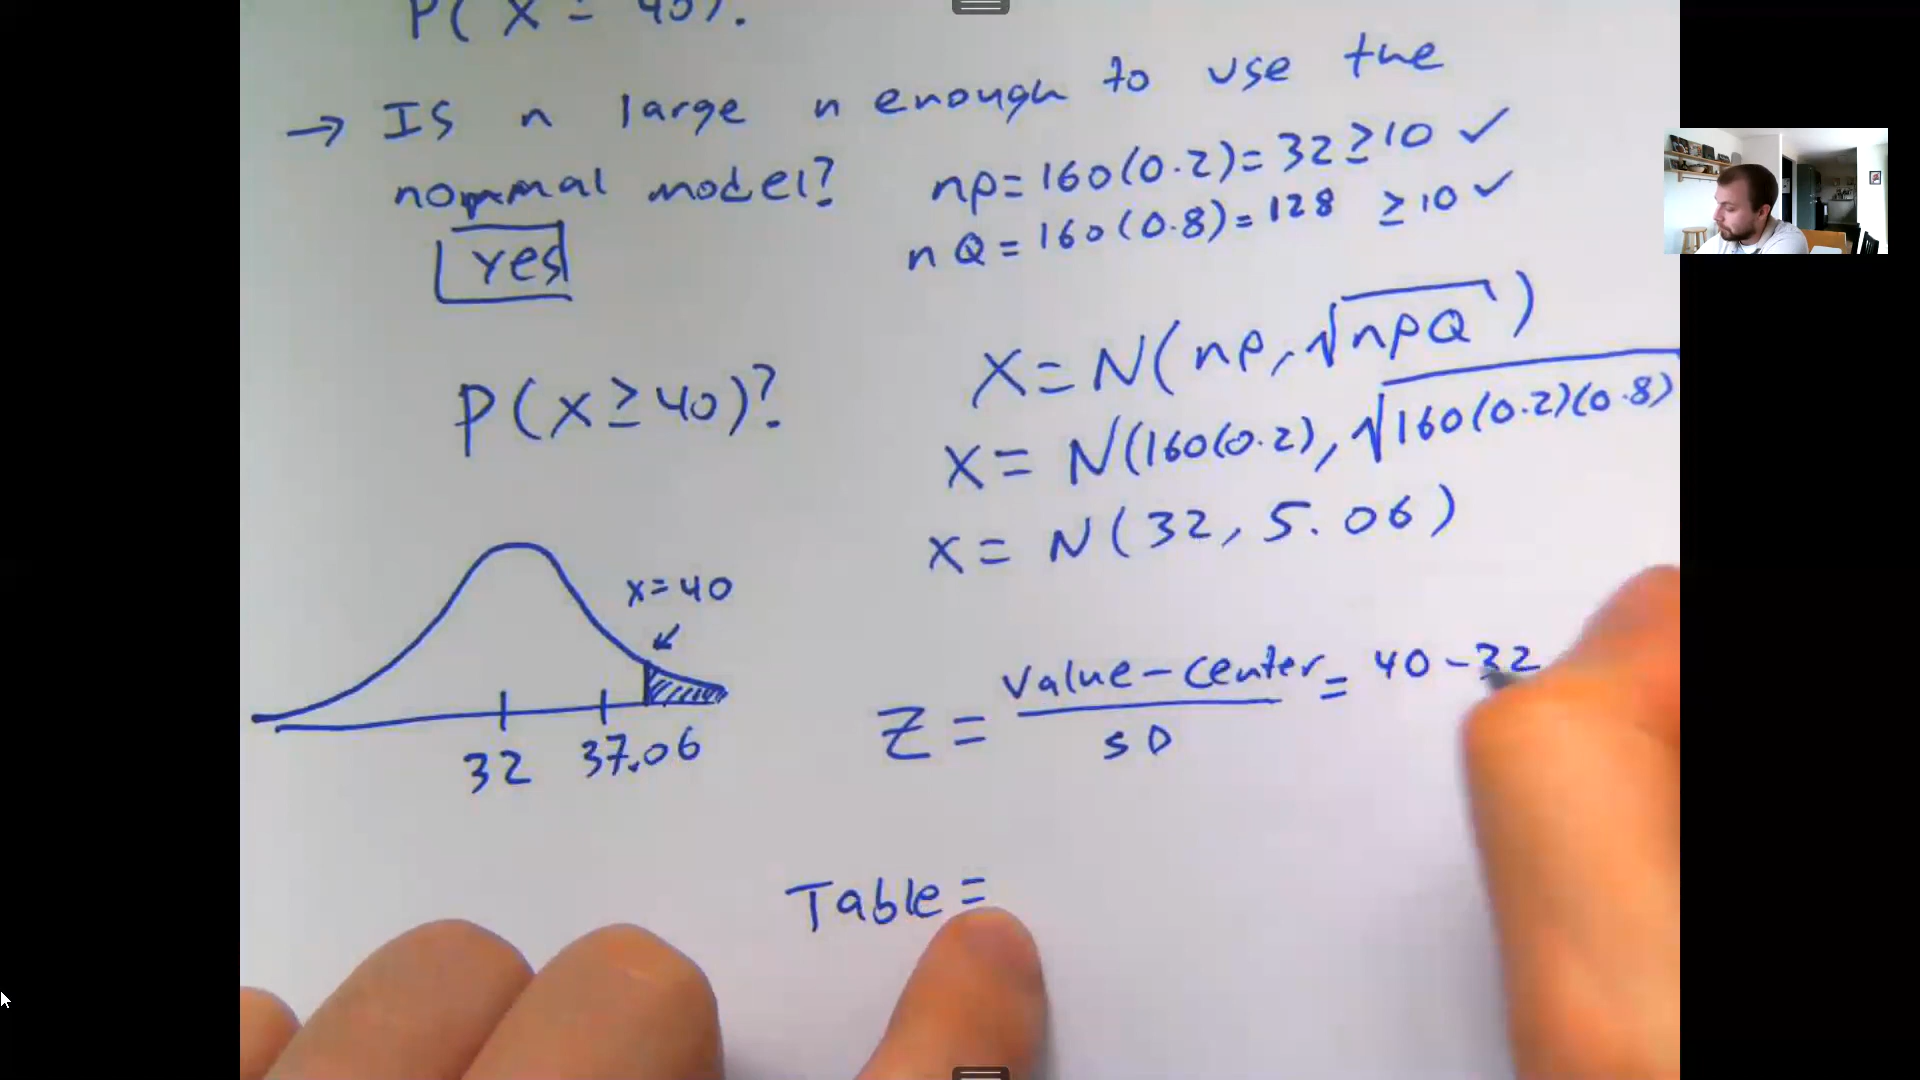 P( X = 40).
→ Is n large n enough to use the
normal model?
Yes
np = 160(0.2) = 32 ≥ 10 ✓
nQ = 160(0.8) = 128 ≥ 10 ✓
P(X ≥ 40)?
X = N(np, √npQ)
X = N(160(0.2), √160(0.2)(0.8)
X = N(32, 5.06)
x = 40
32 37.06
Z = value - center / SD = 40 - 32
Table =